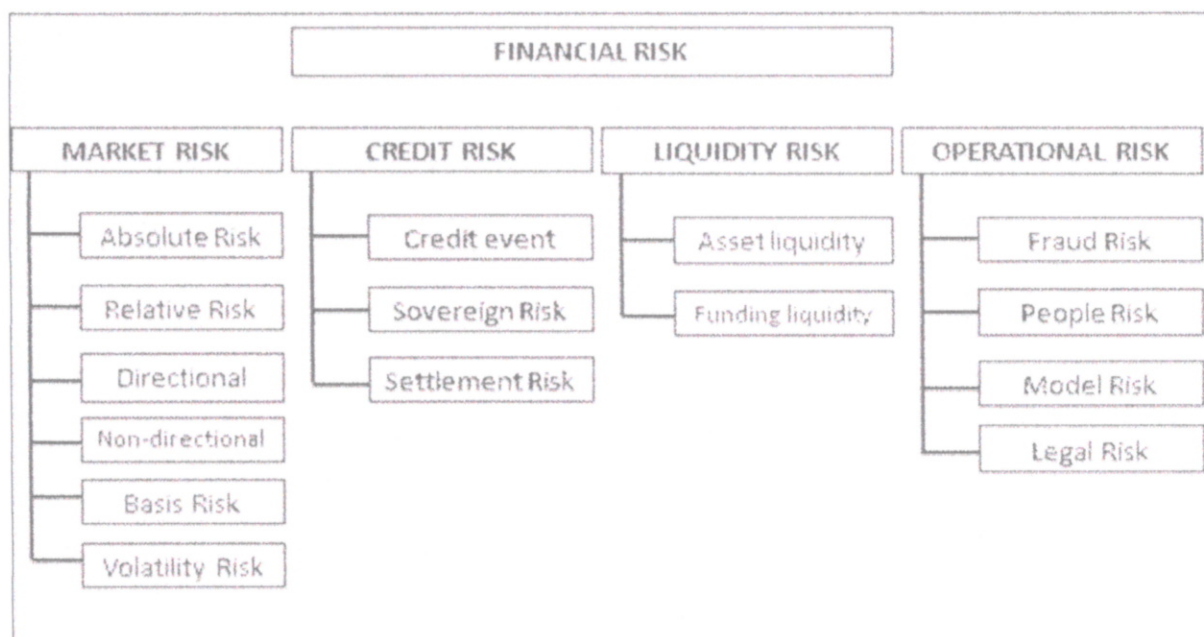 FINANCIAL RISK
MARKET RISK
Absolute Risk
Relative Risk
Directional
Non-directional
Basis Risk
Volatility Risk
CREDIT RISK
Credit event
Sovereign Risk
Settlement Risk
LIQUIDITY RISK
Asset liquidity
Funding liquidity
OPERATIONAL RISK
Fraud Risk
People Risk
Model Risk
Legal Risk